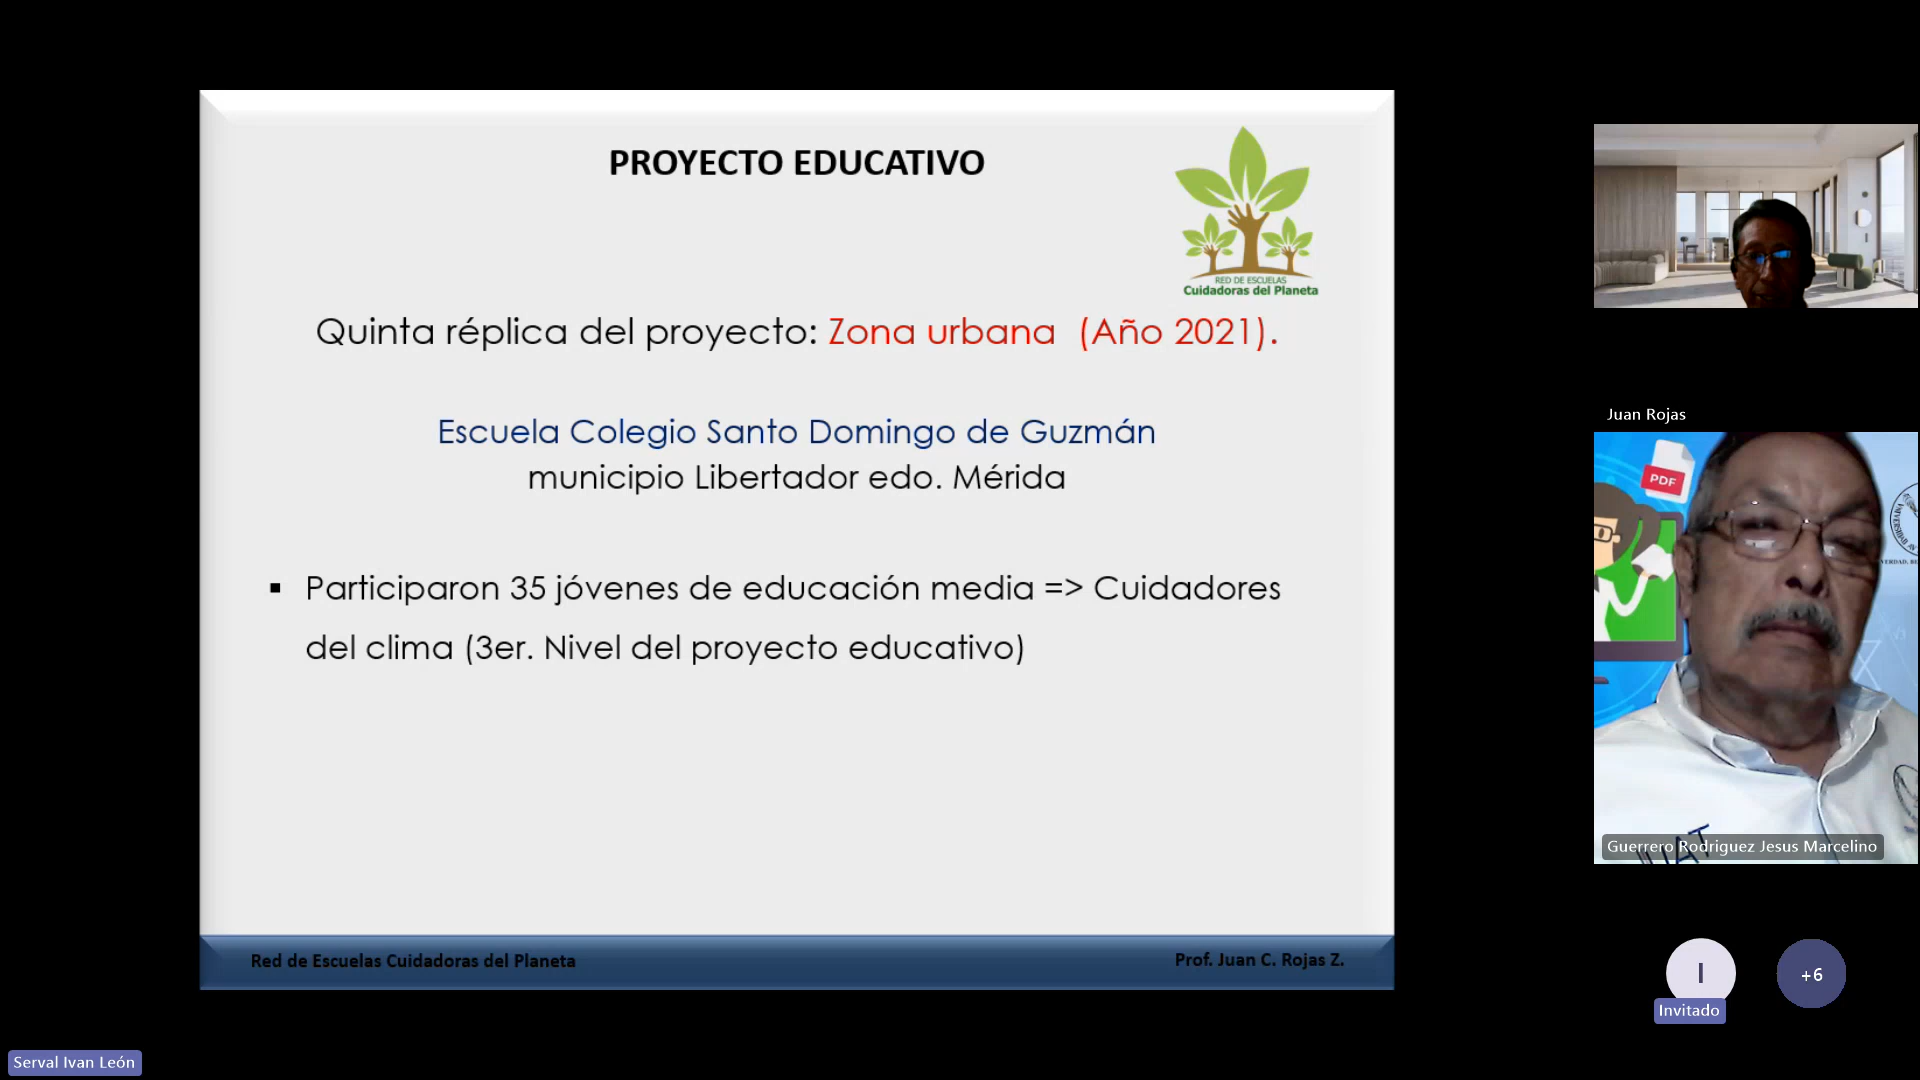 PROYECTO EDUCATIVO
RED DE ESCUELAS
Cuidadoras del Planeta
Quinta réplica del proyecto: Zona urbana (Año 2021).
Escuela Colegio Santo Domingo de Guzmán
municipio Libertador edo. Mérida
▪ Participaron 35 jóvenes de educación media => Cuidadores
del clima (3er. Nivel del proyecto educativo)
Red de Escuelas Cuidadoras del Planeta
Prof. Juan C. Rojas Z.
Juan Rojas
PDF
UAT
Guerrero Rodriguez Jesus Marcelino
I
Invitado
+6
Serval Ivan León